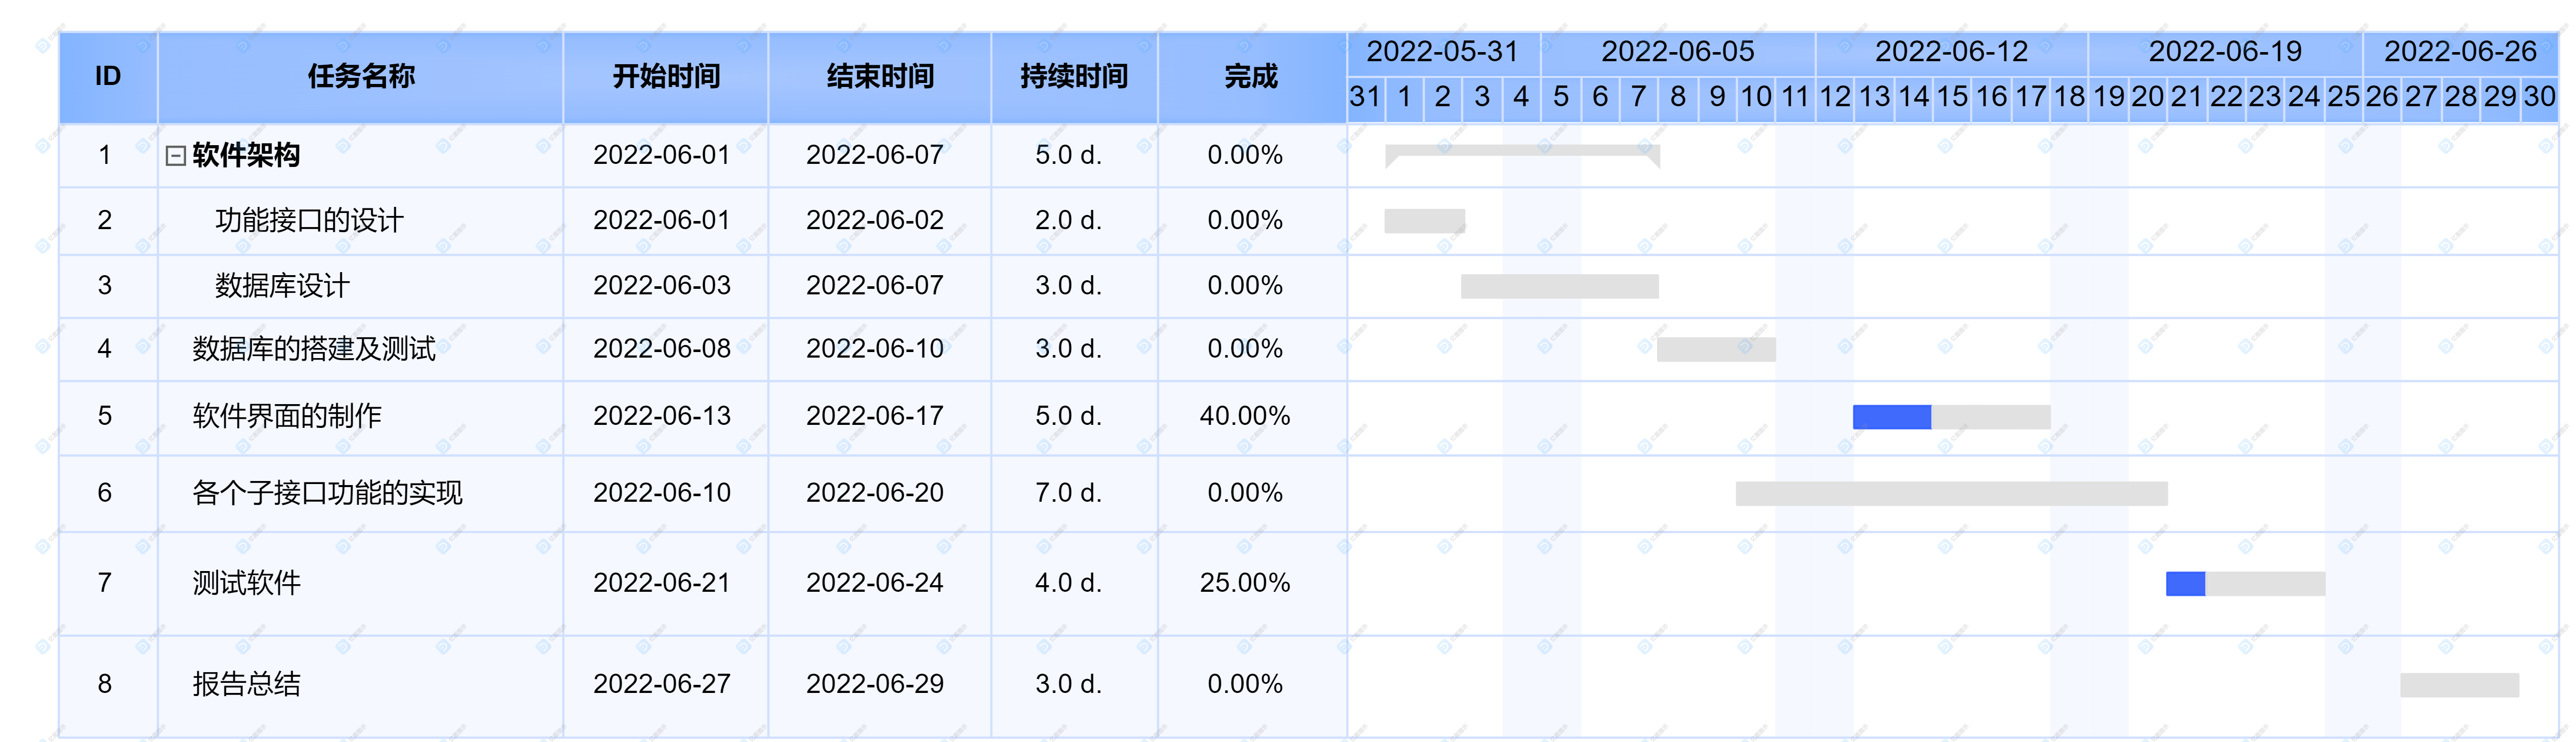 ID 任务名称 开始时间 结束时间 持续时间 完成 2022-05-31 2022-06-05 2022-06-12 2022-06-19 2022-06-26
31 1 2 3 4 5 6 7 8 9 10 11 12 13 14 15 16 17 18 19 20 21 22 23 24 25 26 27 28 29 30
1 软件架构 2022-06-01 2022-06-07 5.0 d. 0.00%
2 功能接口的设计 2022-06-01 2022-06-02 2.0 d. 0.00%
3 数据库设计 2022-06-03 2022-06-07 3.0 d. 0.00%
4 数据库的搭建及测试 2022-06-08 2022-06-10 3.0 d. 0.00%
5 软件界面的制作 2022-06-13 2022-06-17 5.0 d. 40.00%
6 各个子接口功能的实现 2022-06-10 2022-06-20 7.0 d. 0.00%
7 测试软件 2022-06-21 2022-06-24 4.0 d. 25.00%
8 报告总结 2022-06-27 2022-06-29 3.0 d. 0.00%